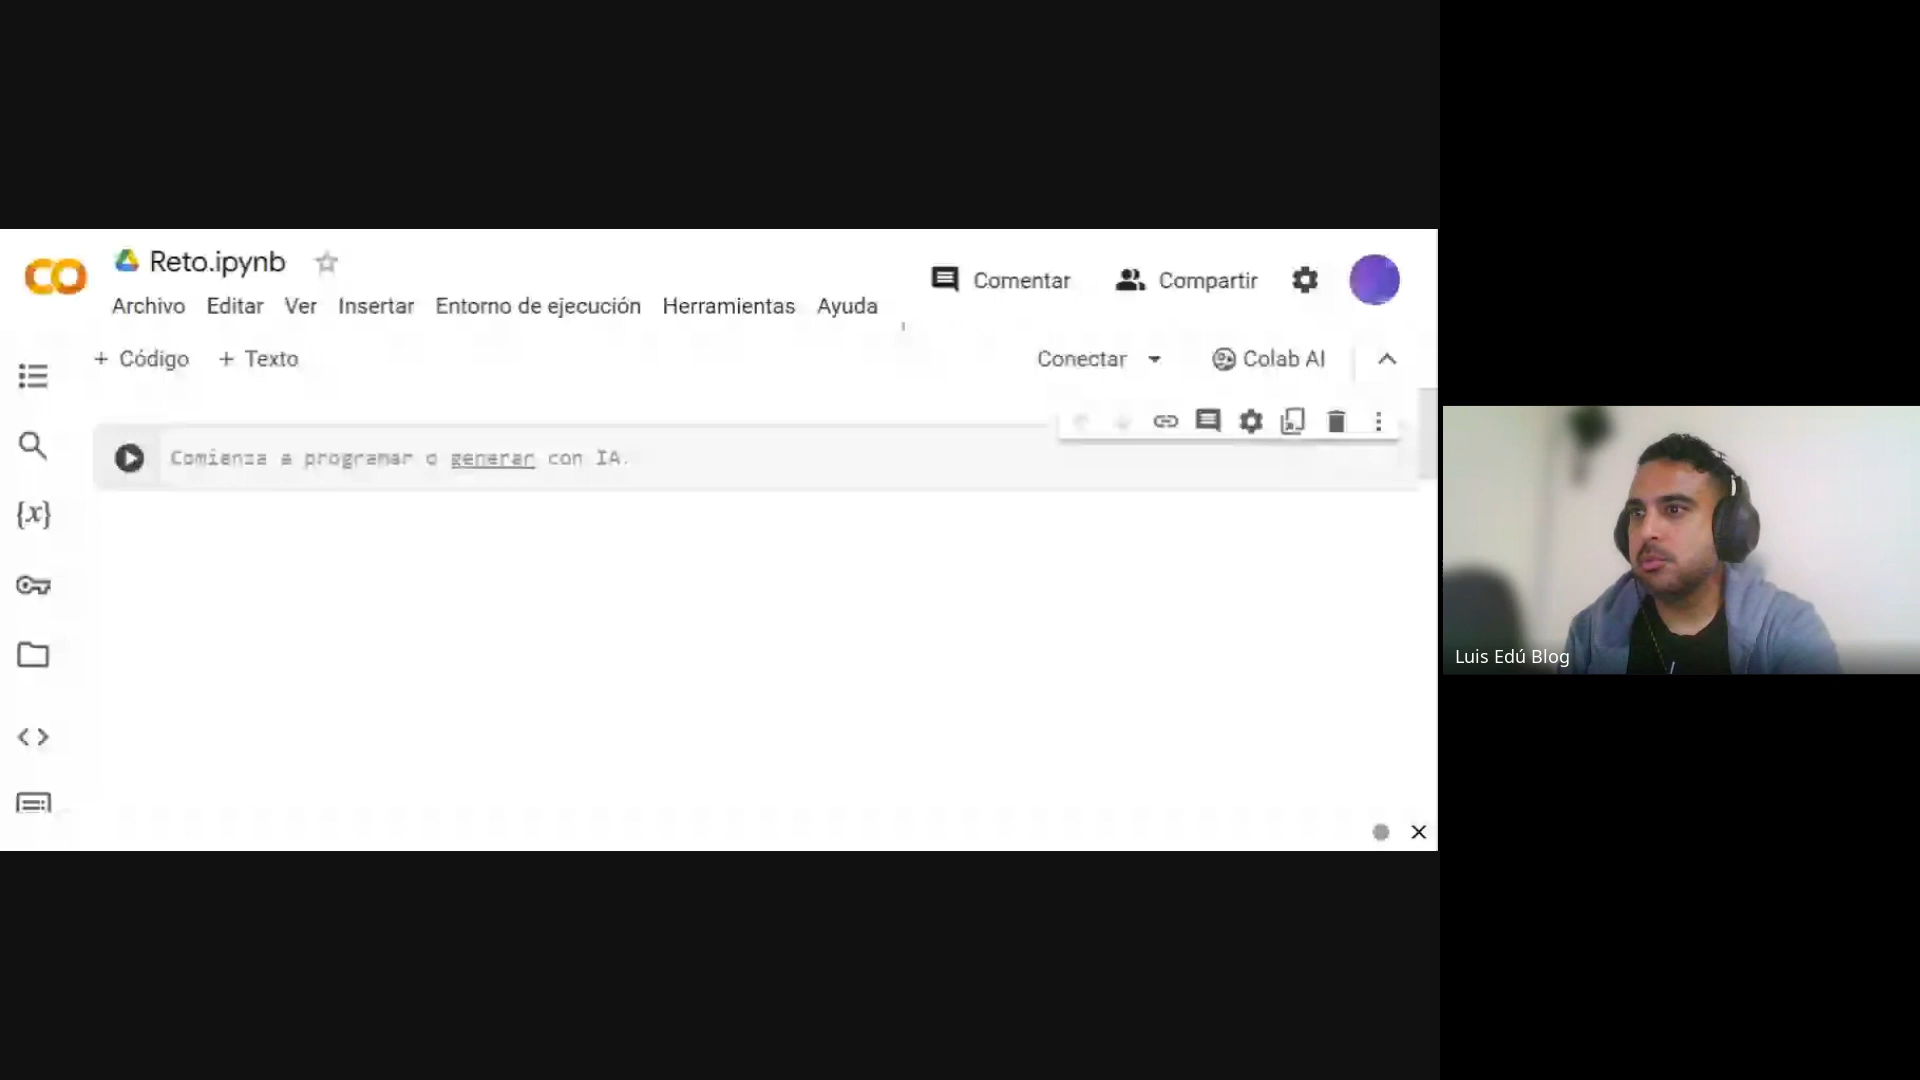 Reto.ipynb
Comentar
Compartir
Archivo Editar Ver Insertar Entorno de ejecución Herramientas Ayuda
+ Código + Texto
Conectar
Colab AI
Comienza a programar o generar con IA.
{x}
Luis Edú Blog